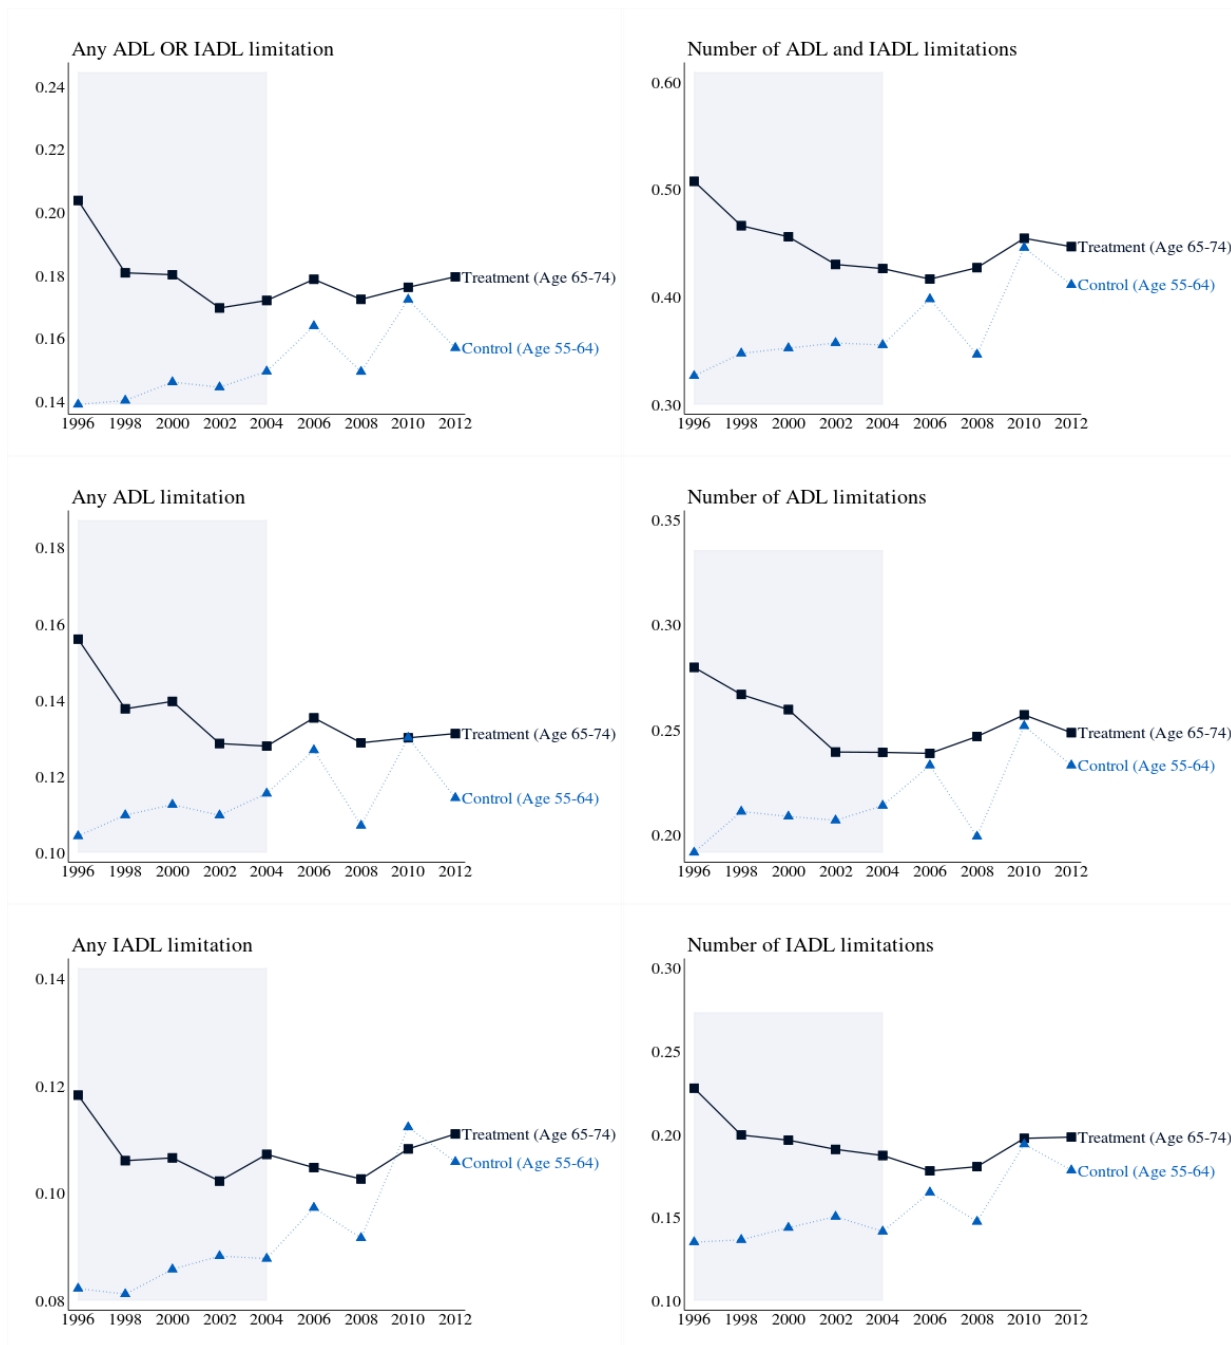 Any ADL OR IADL limitation
0.24
0.22
0.20
0.18
0.16
0.14
Treatment (Age 65-74)
Control (Age 55-64)
1996 1998 2000 2002 2004 2006 2008 2010 2012
Number of ADL and IADL limitations
0.60
0.50
0.40
0.30
Treatment (Age 65-74)
Control (Age 55-64)
1996 1998 2000 2002 2004 2006 2008 2010 2012
Any ADL limitation
0.18
0.16
0.14
0.12
0.10
Treatment (Age 65-74)
Control (Age 55-64)
1996 1998 2000 2002 2004 2006 2008 2010 2012
Number of ADL limitations
0.35
0.30
0.25
0.20
Treatment (Age 65-74)
Control (Age 55-64)
1996 1998 2000 2002 2004 2006 2008 2010 2012
Any IADL limitation
0.14
0.12
0.10
0.08
Treatment (Age 65-74)
Control (Age 55-64)
1996 1998 2000 2002 2004 2006 2008 2010 2012
Number of IADL limitations
0.30
0.25
0.20
0.15
0.10
Treatment (Age 65-74)
Control (Age 55-64)
1996 1998 2000 2002 2004 2006 2008 2010 2012